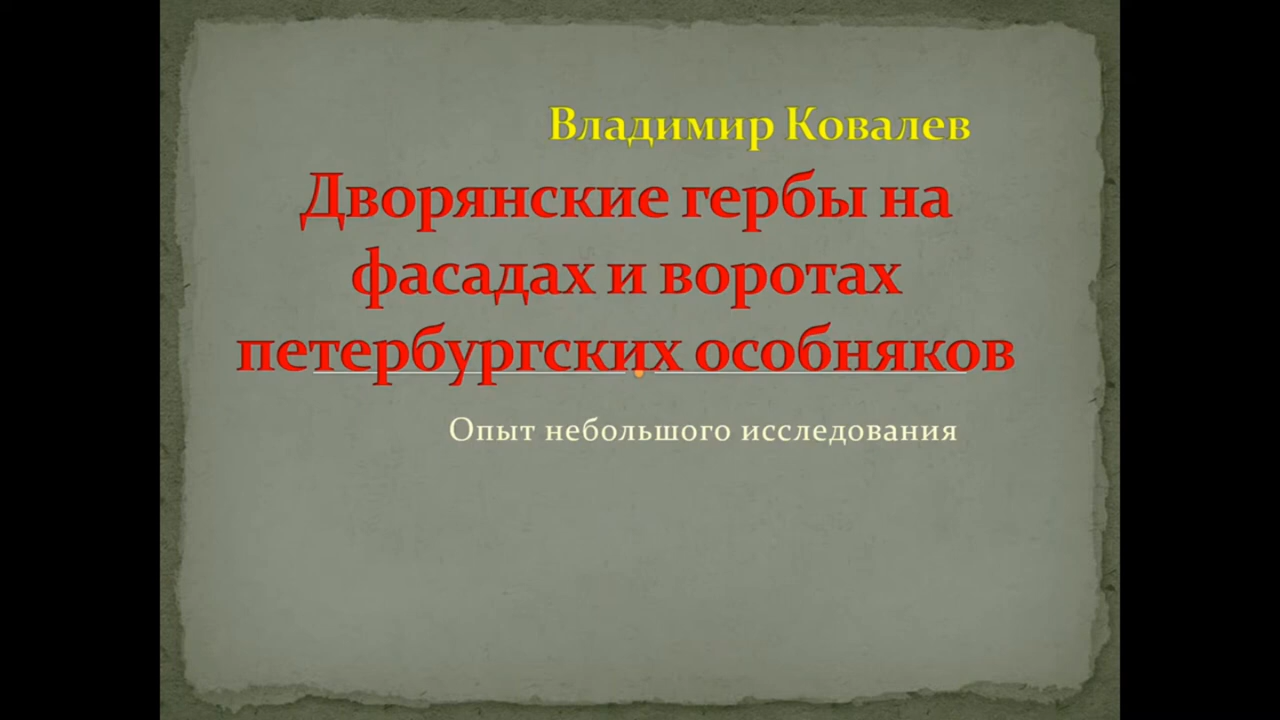 Владимир Ковалев
Дворянские гербы на
фасадах и воротах
петербургских особняков
Опыт небольшого исследования